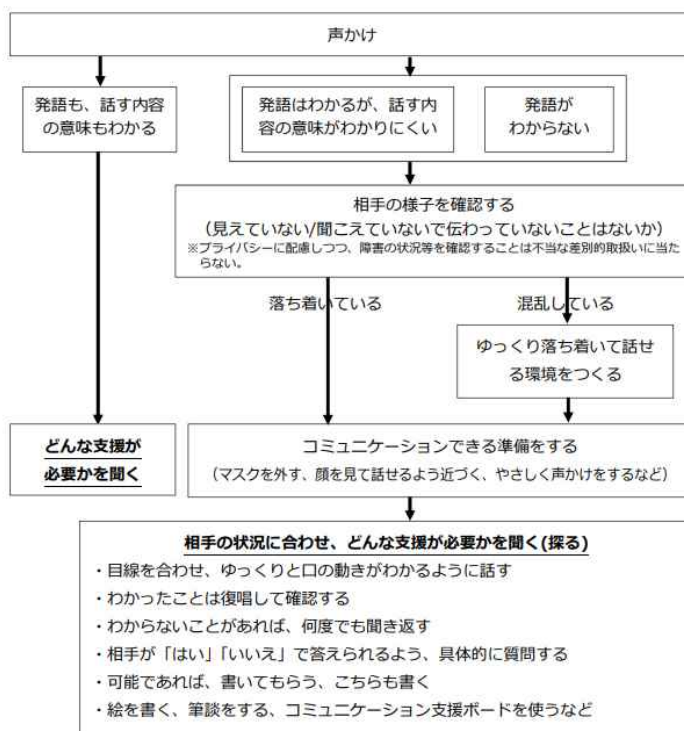 声かけ
発語も、話す内容
の意味もわかる
発語はわかるが、話す内
容の意味がわかりにくい
発語が
わからない
相手の様子を確認する
（見えていない/聞こえていないで伝わっていないことはないか）
※プライバシーに配慮しつつ、障害の状況等を確認することは不当な差別的取扱いに当た
らない。
落ち着いている
混乱している
ゆっくり落ち着いて話せ
る環境をつくる
どんな支援が
必要かを聞く
コミュニケーションできる準備をする
（マスクを外す、顔を見て話せるよう近づく、やさしく声かけをするなど）
相手の状況に合わせ、どんな支援が必要かを聞く(探る)
・目線を合わせ、ゆっくりと口の動きがわかるように話す
・わかったことは復唱して確認する
・わからないことがあれば、何度でも聞き返す
・相手が「はい」「いいえ」で答えられるよう、具体的に質問する
・可能であれば、書いてもらう、こちらも書く
・絵を書く、筆談をする、コミュニケーション支援ボードを使うなど